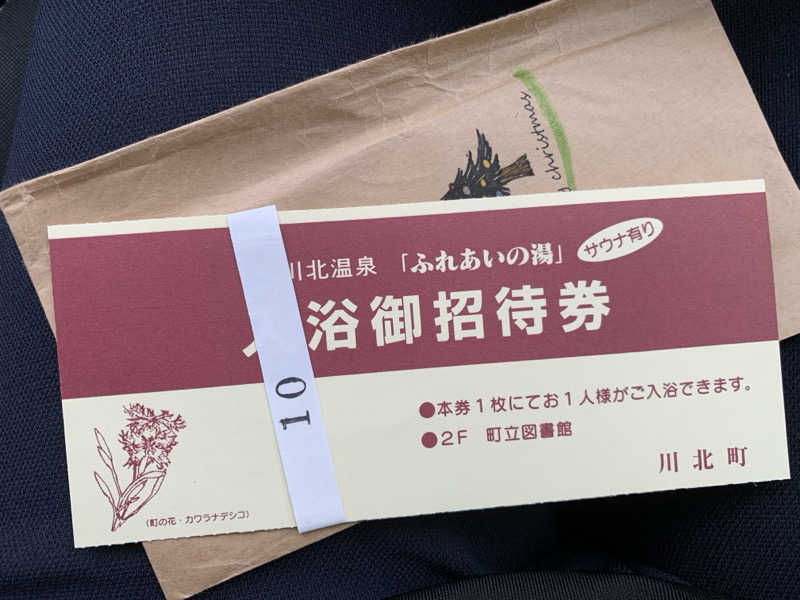 christmas
川北温泉 「ふれあいの湯」 サウナ有り
入浴御招待券
10
●本券1枚にてお1人様がご入浴できます。
●2F 町立図書館
川北町
(町の花・カワラナデシコ)